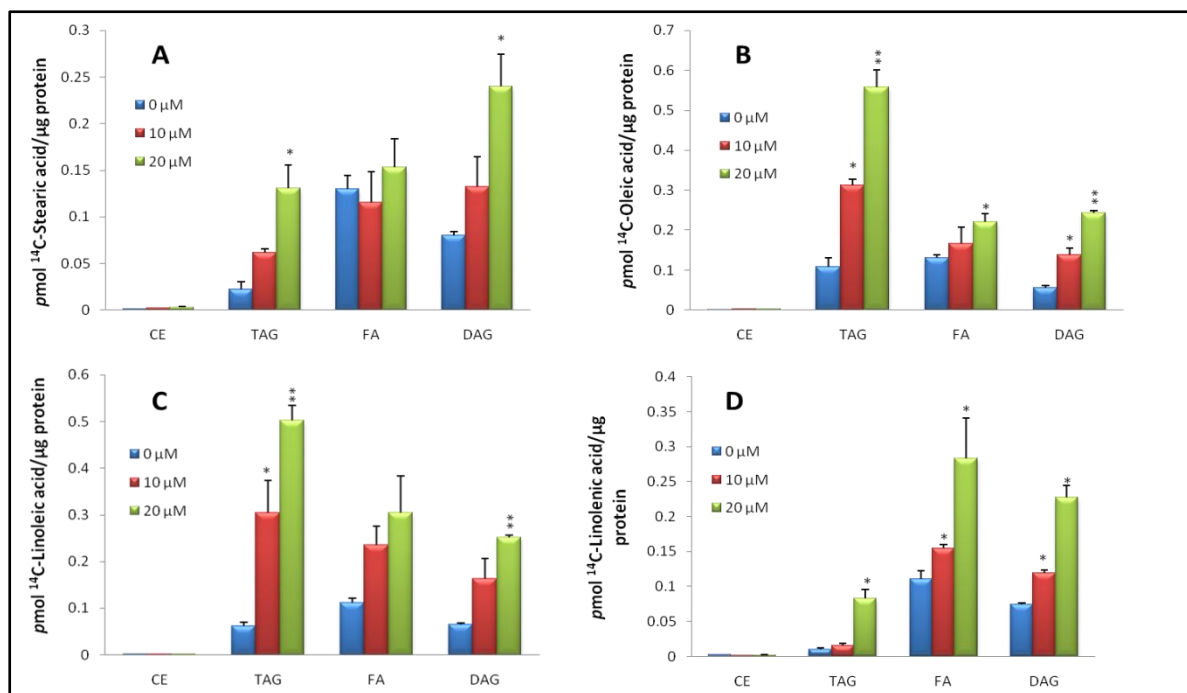 A
pmol ¹⁴C-Stearic acid/µg protein
0.3
0.25
0.2
0.15
0.1
0.05
0
0 µM
10 µM
20 µM
*
*
CE TAG FA DAG
B
pmol ¹⁴C-Oleic acid/µg protein
0.7
0.6
0.5
0.4
0.3
0.2
0.1
0
0 µM
10 µM
20 µM
*
**
*
*
**
CE TAG FA DAG
C
pmol ¹⁴C-Linoleic acid/µg protein
0.6
0.5
0.4
0.3
0.2
0.1
0
0 µM
10 µM
20 µM
*
**
**
CE TAG FA DAG
D
pmol ¹⁴C-Linolenic acid/µg
protein
0.4
0.35
0.3
0.25
0.2
0.15
0.1
0.05
0
0 µM
10 µM
20 µM
*
*
*
*
*
CE TAG FA DAG